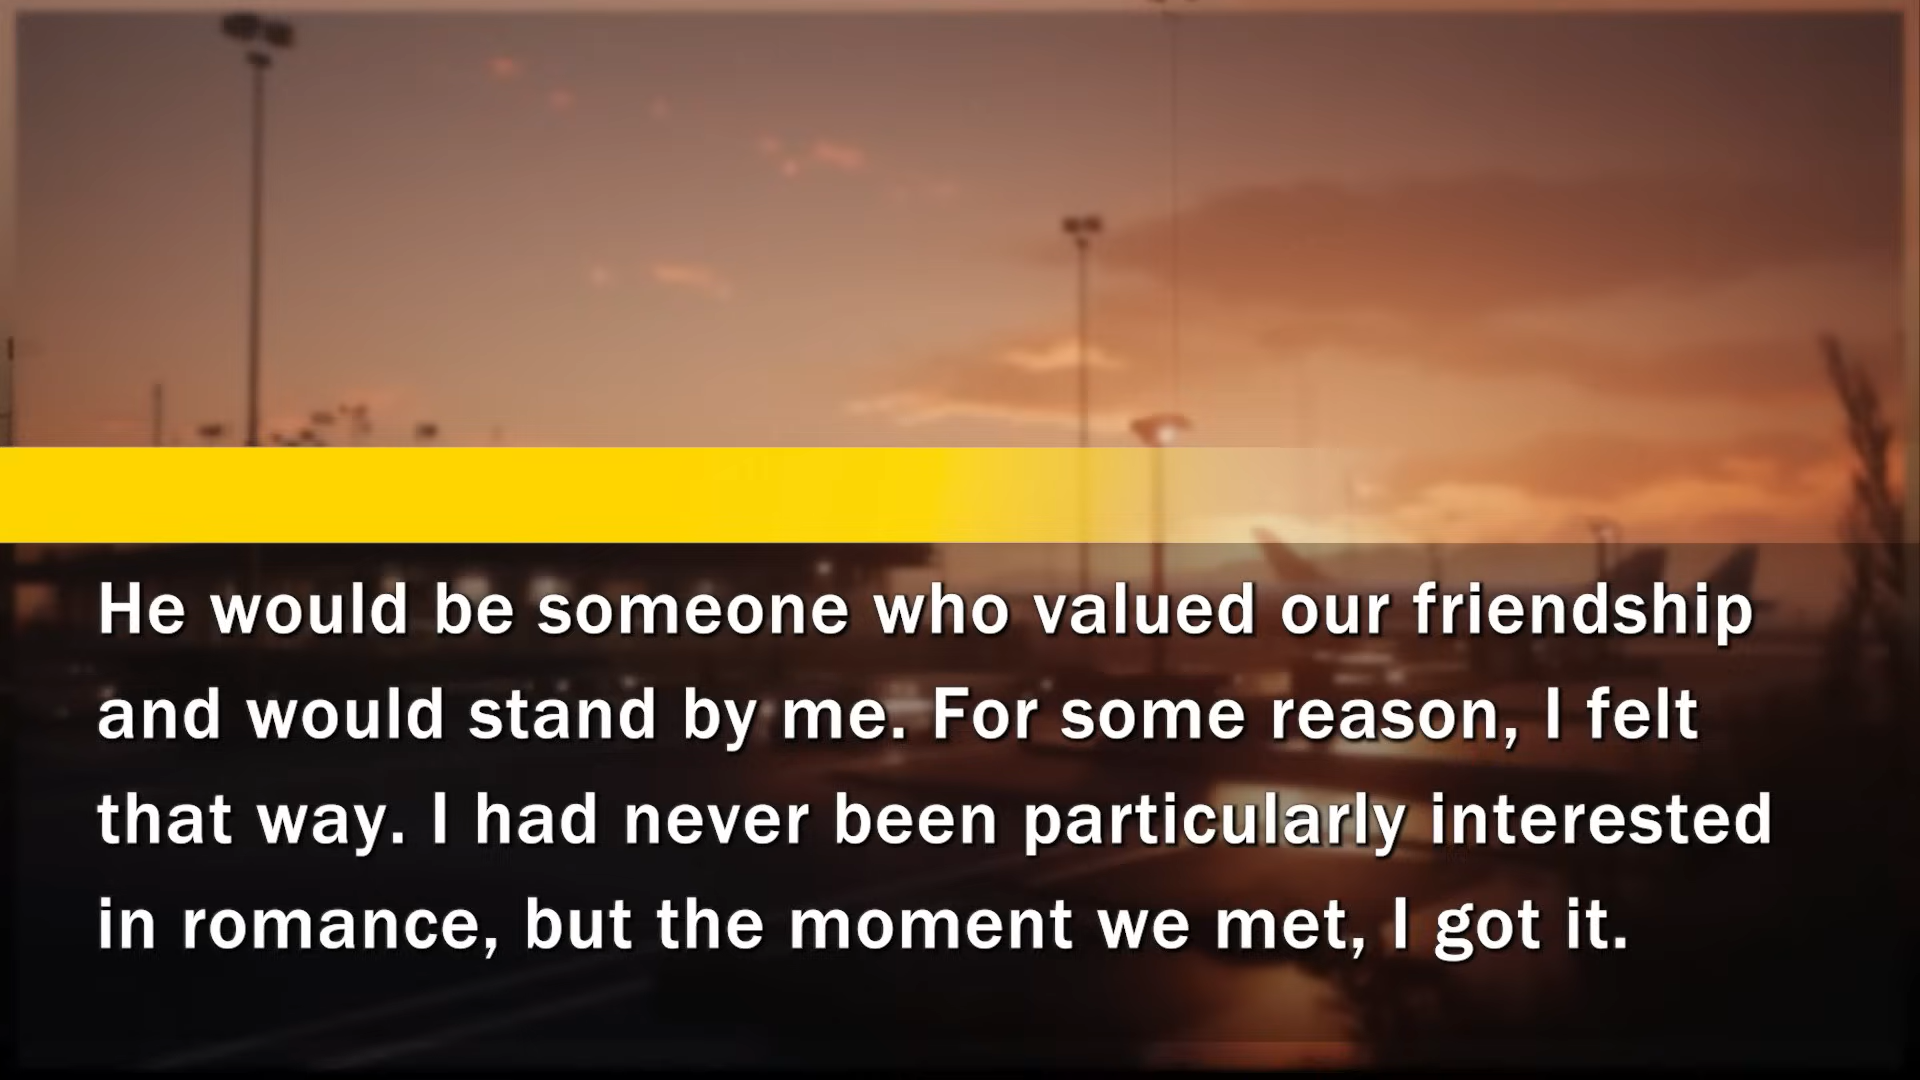 He would be someone who valued our friendship
and would stand by me. For some reason, I felt
that way. I had never been particularly interested
in romance, but the moment we met, I got it.